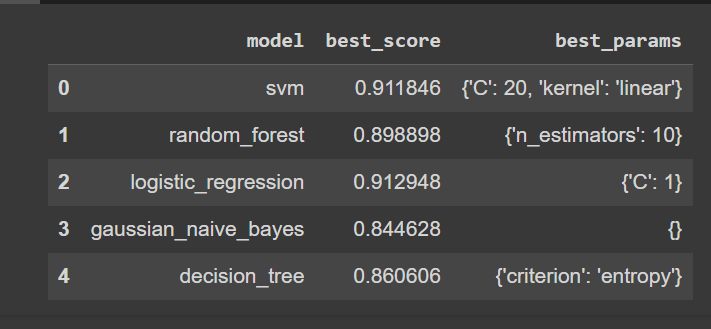 model best_score best_params
0 svm 0.911846 {'C': 20, 'kernel': 'linear'}
1 random_forest 0.898898 {'n_estimators': 10}
2 logistic_regression 0.912948 {'C': 1}
3 gaussian_naive_bayes 0.844628 {}
4 decision_tree 0.860606 {'criterion': 'entropy'}